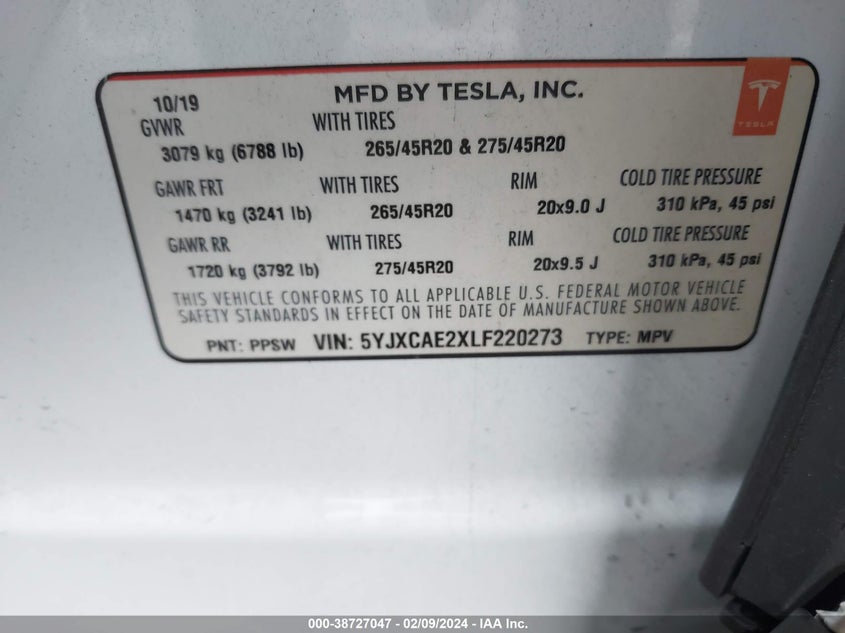 10/19 MFD BY TESLA, INC.
TESLA
GVWR WITH TIRES
3079 kg (6788 lb) 265/45R20 & 275/45R20
GAWR FRT WITH TIRES RIM COLD TIRE PRESSURE
1470 kg (3241 lb) 265/45R20 20x9.0 J 310 kPa, 45 psi
GAWR RR WITH TIRES RIM COLD TIRE PRESSURE
1720 kg (3792 lb) 275/45R20 20x9.5 J 310 kPa, 45 psi
THIS VEHICLE CONFORMS TO ALL APPLICABLE U.S. FEDERAL MOTOR VEHICLE
SAFETY STANDARDS IN EFFECT ON THE DATE OF MANUFACTURE SHOWN ABOVE.
PNT: PPSW VIN: 5YJXCAE2XLF220273 TYPE: MPV
000-38727047 - 02/09/2024 - IAA Inc.